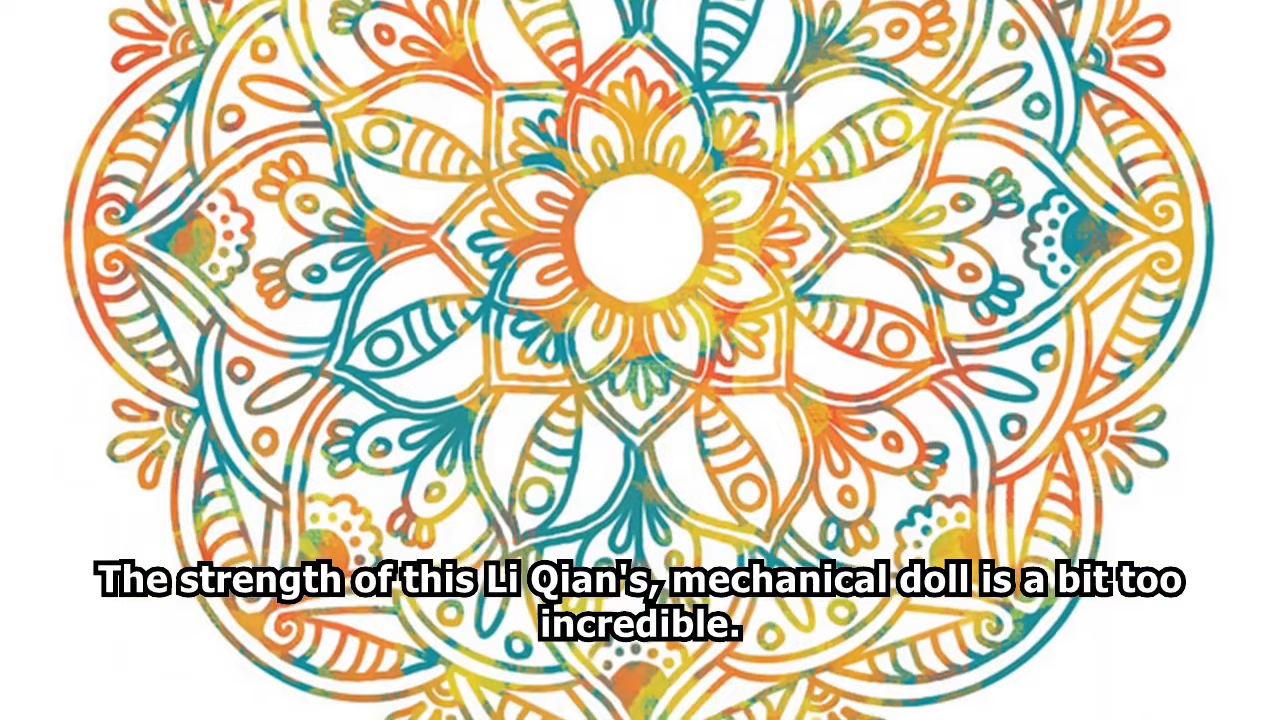 The strength of this Li Qian's, mechanical doll is a bit too
incredible.